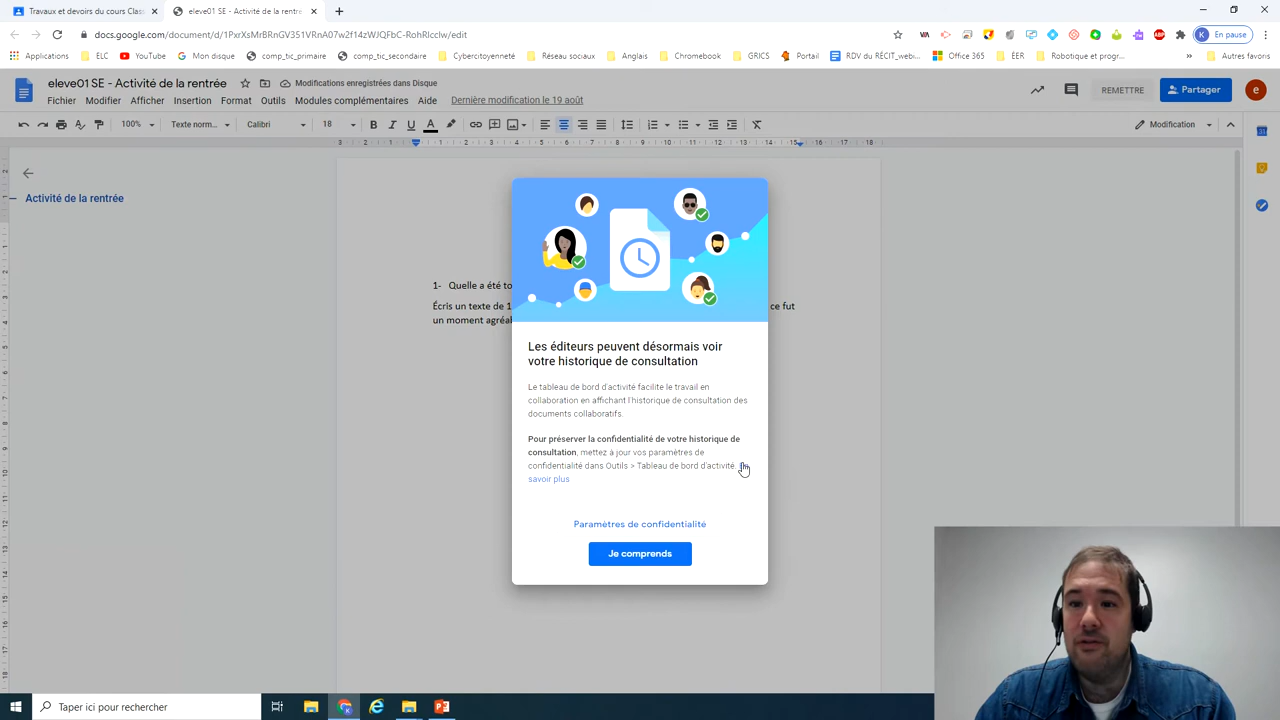 Travaux et devoirs du cours Class
eleve01 SE - Activité de la rentrée
docs.google.com/document/d/1PxrXsMrBRnGV351VRnA07w2f14zWJQFbC-RohRlccIw/edit
En pause
Applications
ELC
YouTube
Mon disque
comp_tic_primaire
comp_tic_secondaire
Cybercitoyenneté
Réseau sociaux
Anglais
Chromebook
GRICS
Portail
RDV du RÉCIT_web...
Office 365
ÉER
Robotique et progr...
Autres favoris
eleve01 SE - Activité de la rentrée
Modifications enregistrées dans Disque
Fichier Modifier Afficher Insertion Format Outils Modules complémentaires Aide Dernière modification le 19 août
REMETTRE
Partager
e
100% Texte norm... Calibri 18
Modification
Activité de la rentrée
1- Quelle a été to
Écris un texte de 1
ce fut
un moment agréab
Les éditeurs peuvent désormais voir
votre historique de consultation
Le tableau de bord d'activité facilite le travail en
collaboration en affichant l'historique de consultation des
documents collaboratifs.
Pour préserver la confidentialité de votre historique de
consultation, mettez à jour vos paramètres de
confidentialité dans Outils > Tableau de bord d'activité.
savoir plus
Paramètres de confidentialité
Je comprends
Taper ici pour rechercher